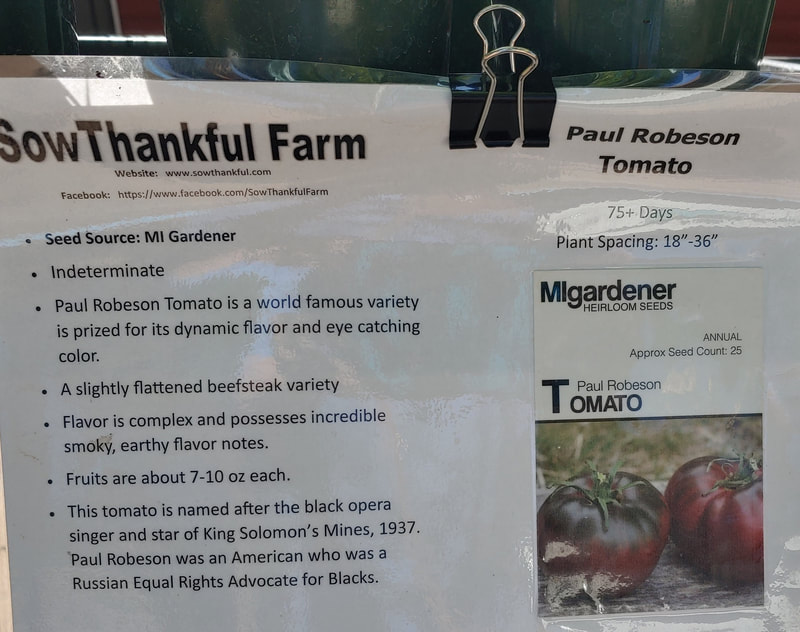 SowThankful Farm
Website: www.sowthankful.com
Facebook: https://www.facebook.com/SowThankfulFarm
• Seed Source: MI Gardener
• Indeterminate
• Paul Robeson Tomato is a world famous variety
is prized for its dynamic flavor and eye catching
color.
• A slightly flattened beefsteak variety
• Flavor is complex and possesses incredible
smoky, earthy flavor notes.
• Fruits are about 7-10 oz each.
• This tomato is named after the black opera
singer and star of King Solomon's Mines, 1937.
Paul Robeson was an American who was a
Russian Equal Rights Advocate for Blacks.
Paul Robeson
Tomato
75+ Days
Plant Spacing: 18"-36"
MIgardener
HEIRLOOM SEEDS
ANNUAL
Approx Seed Count: 25
Paul Robeson
TOMATO